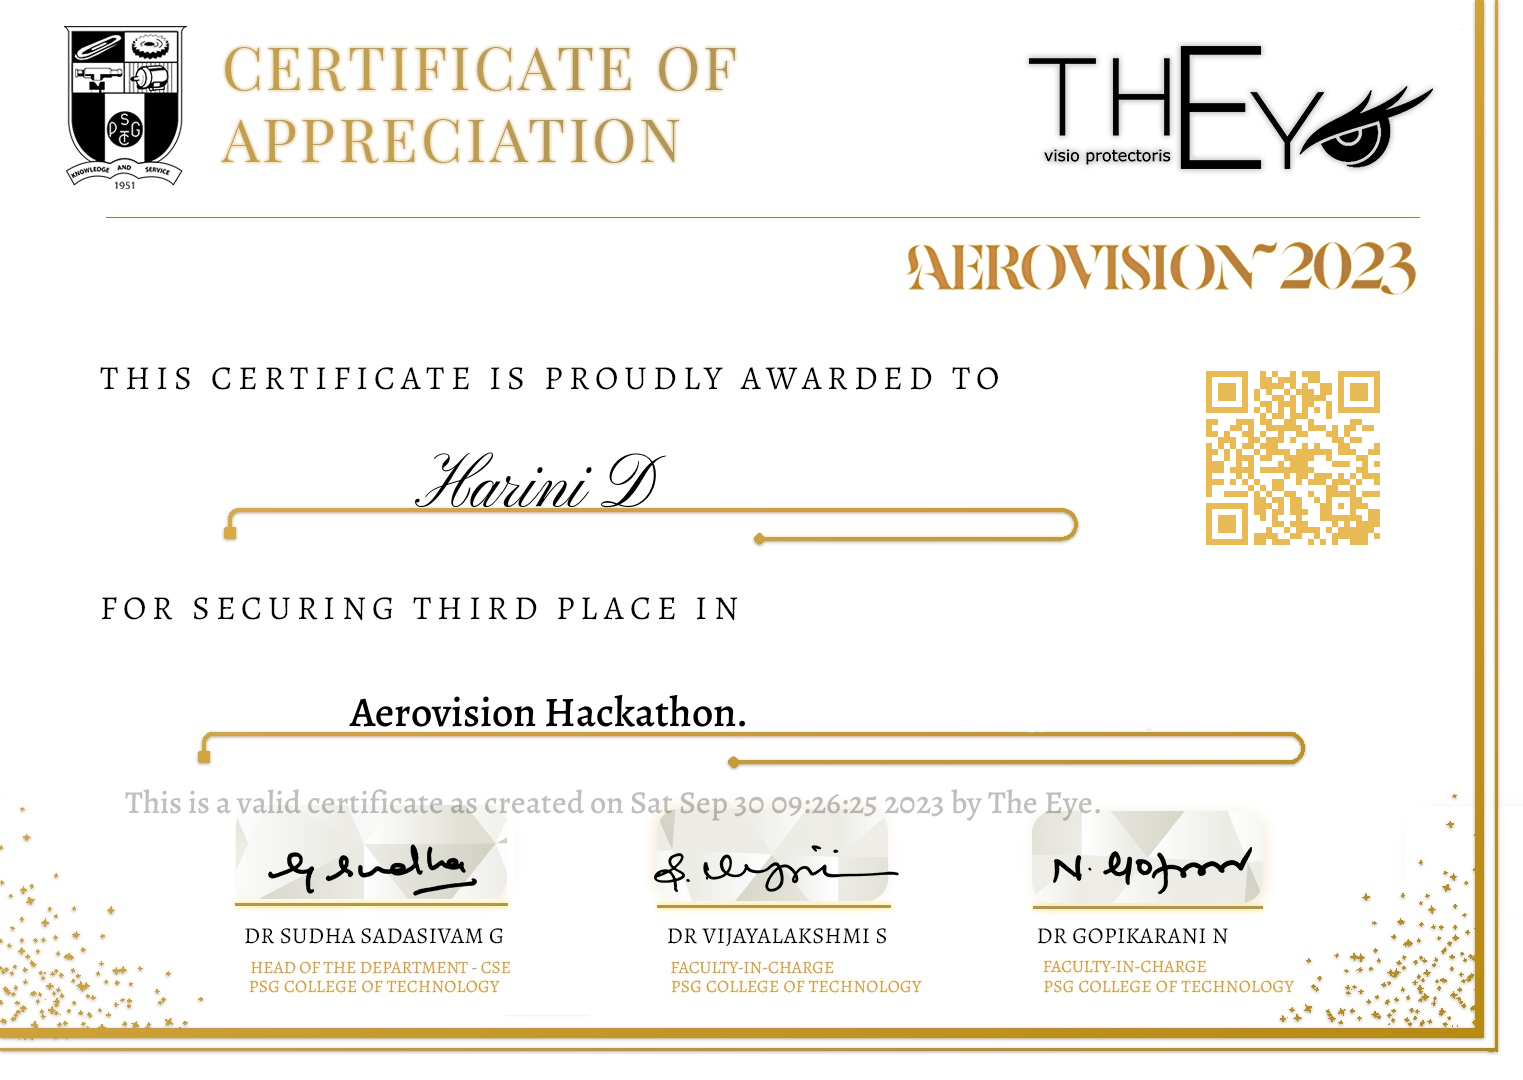 CERTIFICATE OF
APPRECIATION
PSG
TC
KNOWLEDGE AND SERVICE
1951
THEYE
visio protectoris
AEROVISION 2023
THIS CERTIFICATE IS PROUDLY AWARDED TO
Harini D
FOR SECURING THIRD PLACE IN
Aerovision Hackathon.
This is a valid certificate as created on Sat Sep 30 09:26:25 2023 by The Eye.
G Sudha
S. Vijayalakshmi
N. Gopikarani
DR SUDHA SADASIVAM G
HEAD OF THE DEPARTMENT - CSE
PSG COLLEGE OF TECHNOLOGY
DR VIJAYALAKSHMI S
FACULTY-IN-CHARGE
PSG COLLEGE OF TECHNOLOGY
DR GOPIKARANI N
FACULTY-IN-CHARGE
PSG COLLEGE OF TECHNOLOGY